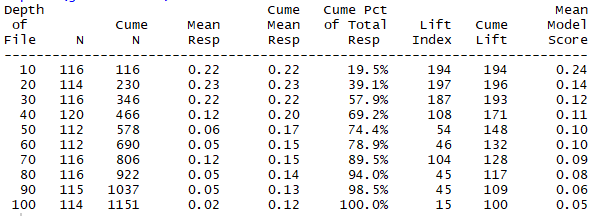 Depth Cume Cume Pct Mean
of Cume Mean Mean of Total Lift Cume Model
File N N Resp Resp Resp Index Lift Score
10 116 116 0.22 0.22 19.5% 194 194 0.24
20 114 230 0.23 0.22 39.1% 197 196 0.14
30 116 346 0.22 0.22 57.9% 187 193 0.12
40 120 466 0.12 0.20 69.2% 108 171 0.11
50 112 578 0.06 0.17 74.4% 54 148 0.10
60 112 690 0.05 0.15 78.9% 46 132 0.10
70 116 806 0.12 0.15 89.5% 104 128 0.09
80 116 922 0.05 0.14 94.0% 45 117 0.08
90 115 1037 0.05 0.13 98.5% 45 109 0.06
100 114 1151 0.02 0.12 100.0% 15 100 0.05